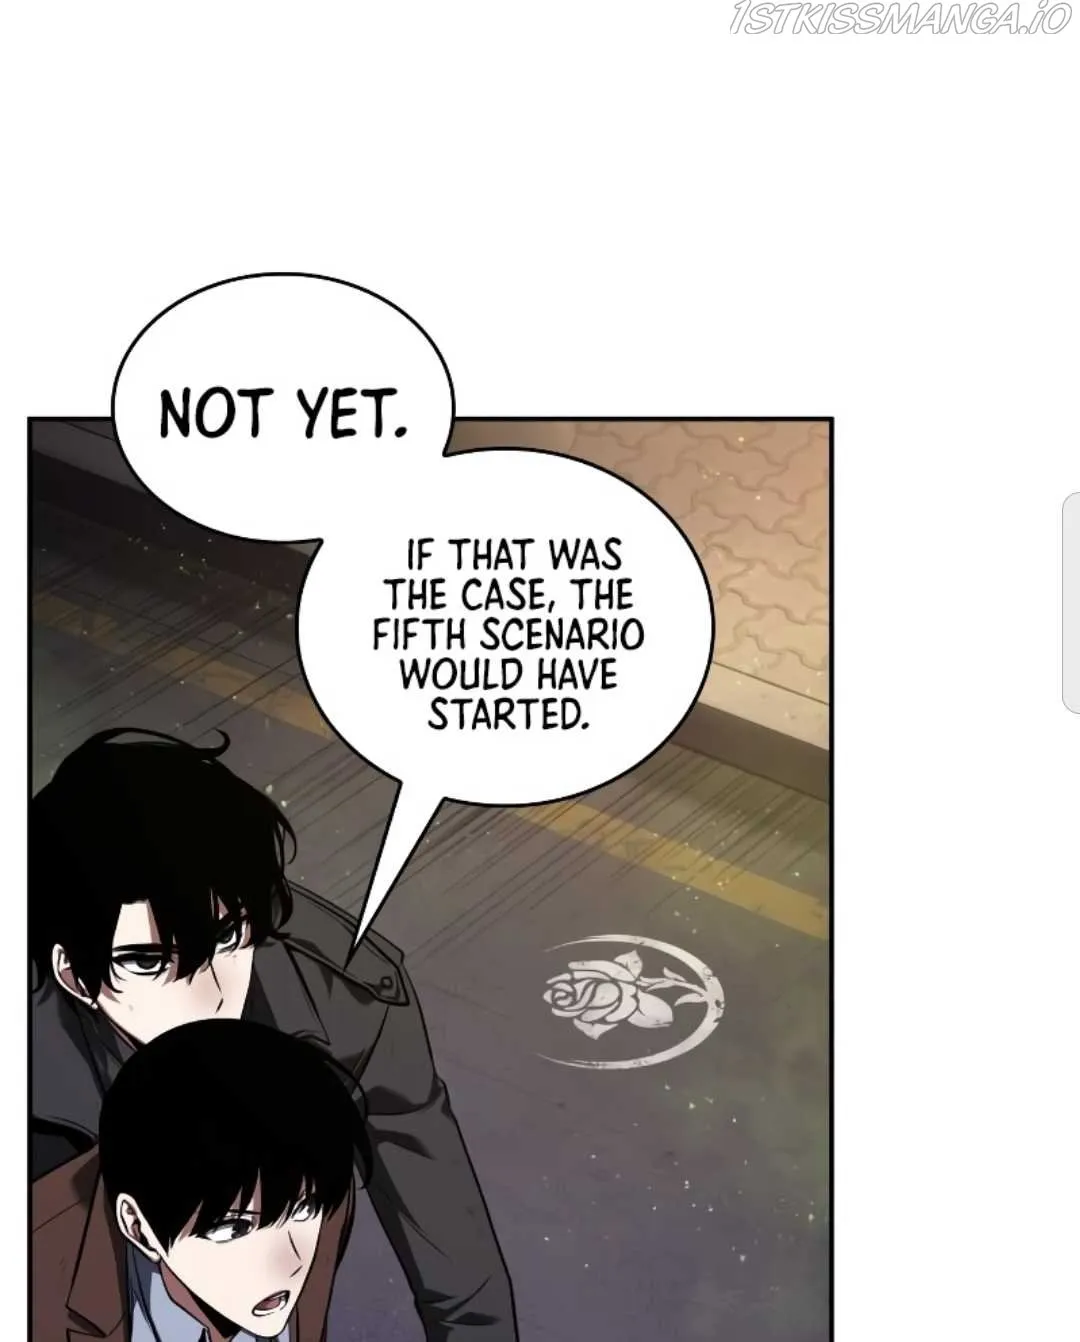 1STKISSMANGA.iO
NOT YET.
IF THAT WAS
THE CASE, THE
FIFTH SCENARIO
WOULD HAVE
STARTED.